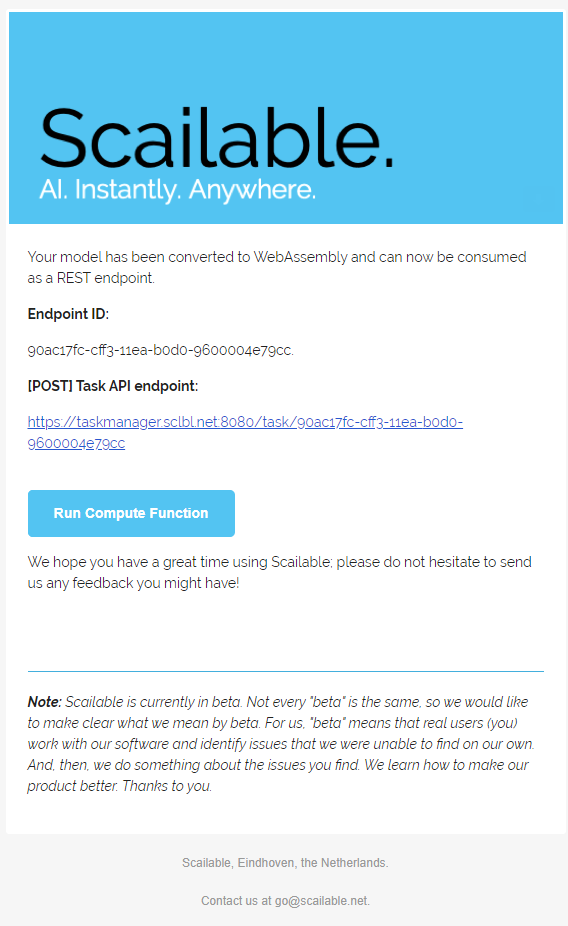 Scailable.
AI. Instantly. Anywhere.
Your model has been converted to WebAssembly and can now be consumed
as a REST endpoint.
Endpoint ID:
90ac17fc-cff3-11ea-b0d0-9600004e79cc.
[POST] Task API endpoint:
https://taskmanager.sclbl.net:8080/task/90ac17fc-cff3-11ea-b0d0-
9600004e79cc
Run Compute Function
We hope you have a great time using Scailable; please do not hesitate to send
us any feedback you might have!
Note: Scailable is currently in beta. Not every "beta" is the same, so we would like
to make clear what we mean by beta. For us, "beta" means that real users (you)
work with our software and identify issues that we were unable to find on our own.
And, then, we do something about the issues you find. We learn how to make our
product better. Thanks to you.
Scailable, Eindhoven, the Netherlands.
Contact us at go@scailable.net.